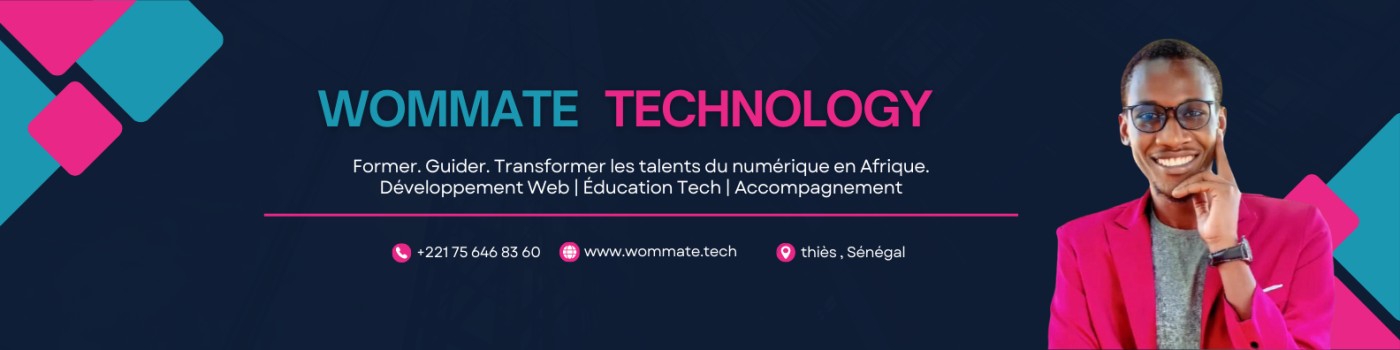 WOMMATE TECHNOLOGY
Former. Guider. Transformer les talents du numérique en Afrique.
Développement Web | Éducation Tech | Accompagnement
+221 75 646 83 60 www.wommate.tech thiès , Sénégal